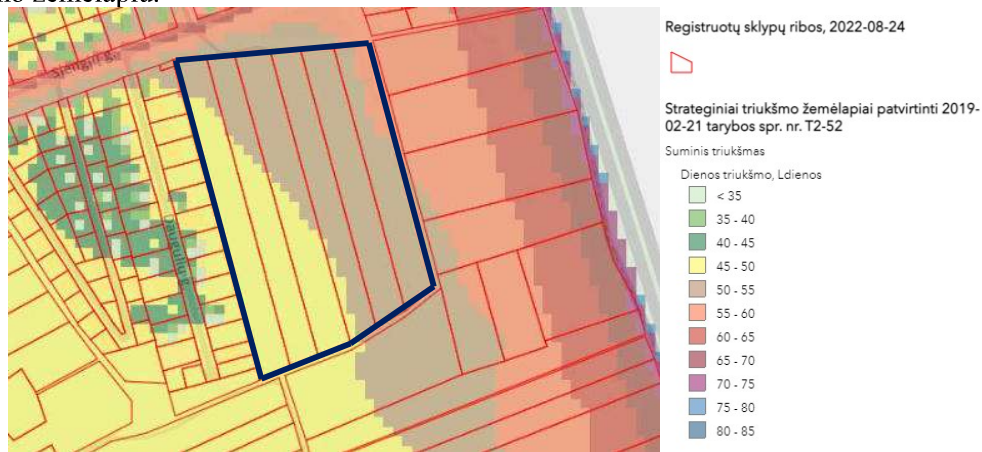 Registruotų sklypų ribos, 2022-08-24
Strateginiai triukšmo žemėlapiai patvirtinti 2019-
02-21 tarybos spr. nr. T2-52
Suminis triukšmas
Dienos triukšmo, Ldienos
< 35
35 - 40
40 - 45
45 - 50
50 - 55
55 - 60
60 - 65
65 - 70
70 - 75
75 - 80
80 - 85